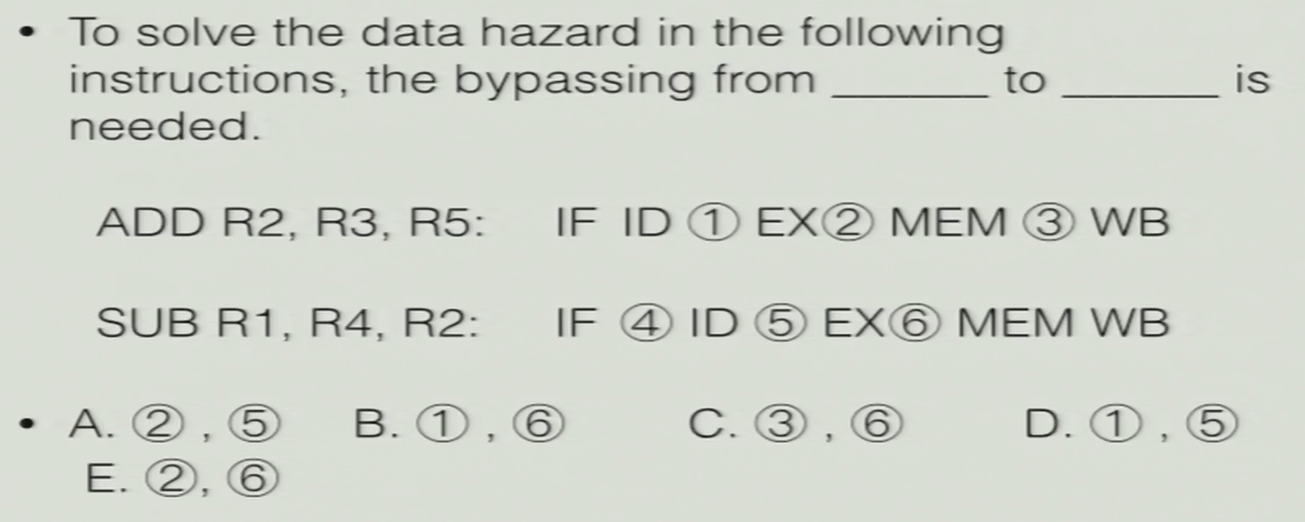 • To solve the data hazard in the following
instructions, the bypassing from ______ to ______ is
needed.
ADD R2, R3, R5: IF ID ① EX② MEM ③ WB
SUB R1, R4, R2: IF ④ ID ⑤ EX⑥ MEM WB
• A. ② , ⑤ B. ① , ⑥ C. ③ , ⑥ D. ① , ⑤
E. ②, ⑥